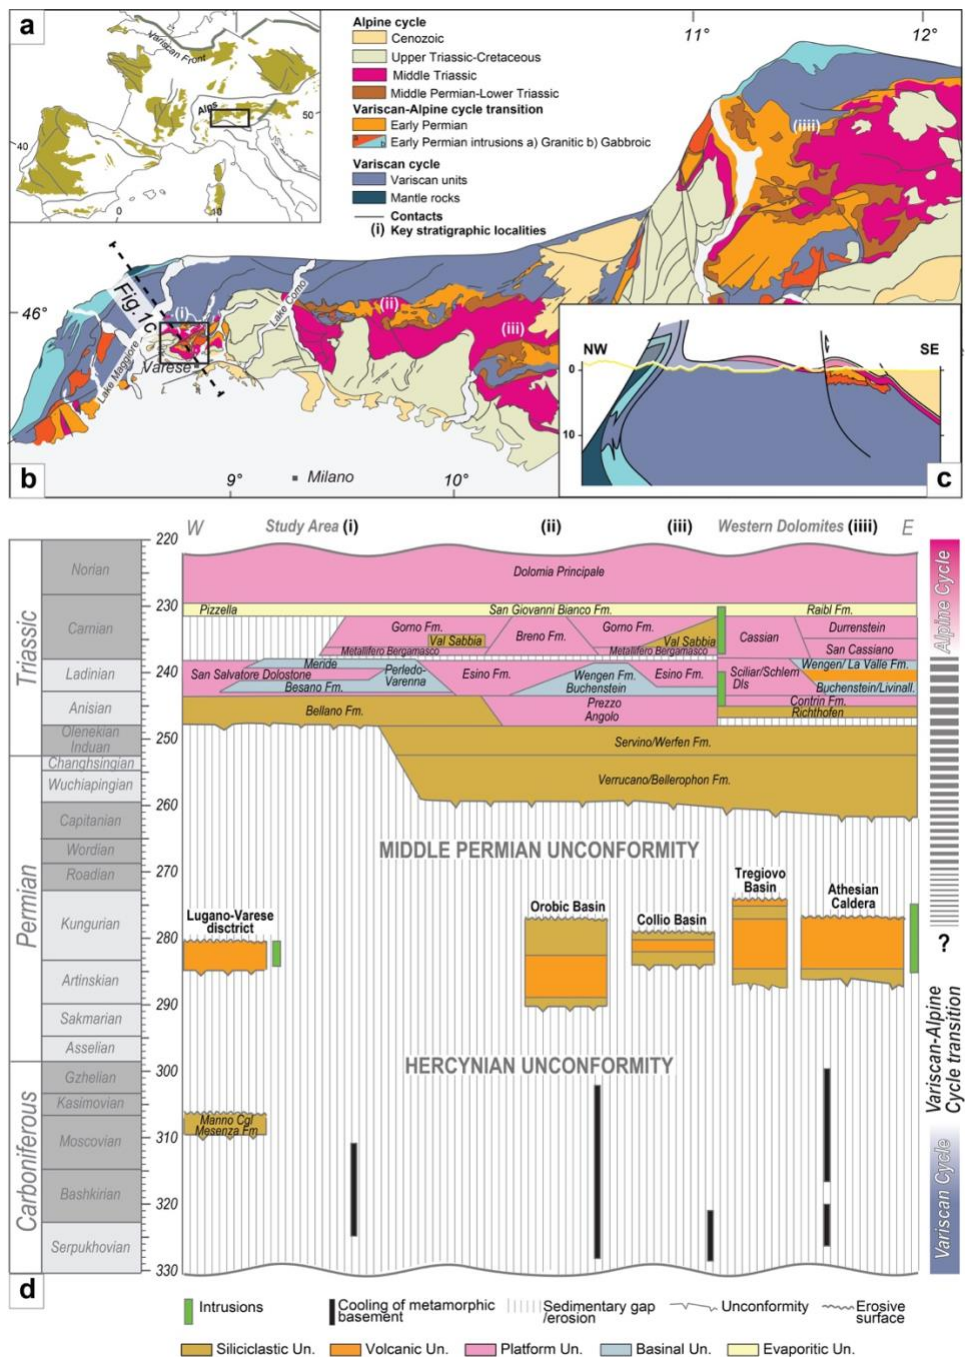 a
Variscan Front
Alps
50
40
0
10
Alpine cycle
Cenozoic
Upper Triassic-Cretaceous
Middle Triassic
Middle Permian-Lower Triassic
Variscan-Alpine cycle transition
Early Permian
a
b
Early Permian intrusions a) Granitic b) Gabbroic
Variscan cycle
Variscan units
Mantle rocks
Contacts
(i) Key stratigraphic localities
11°
12°
(iiii)
46°
Fig.1c
(i)
(ii)
(iii)
Lake Como
Lake Maggiore
Varese
b
9°
Milano
10°
NW
SE
0
10
c
W
Study Area (i)
(ii)
(iii)
Western Dolomites (iiii)
E
Triassic
Permian
Carboniferous
Norian
Carnian
Ladinian
Anisian
Olenekian
Induan
Changhsingian
Wuchiapingian
Capitanian
Wordian
Roadian
Kungurian
Artinskian
Sakmarian
Asselian
Gzhelian
Kasimovian
Moscovian
Bashkirian
Serpukhovian
220
230
240
250
260
270
280
290
300
310
320
330
Dolomia Principale
Pizzella
San Giovanni Bianco Fm.
Raibl Fm.
Gorno Fm.
Val Sabbia
Metallifero Bergamasco
Breno Fm.
Gorno Fm.
Val Sabbia
Metallifero Bergamasco
Cassian
Durrenstein
San Cassiano
Meride
San Salvatore Dolostone
Besano Fm.
Perledo-
Varenna
Esino Fm.
Wengen Fm.
Buchenstein
Esino Fm.
Sciliar/Schlern
Dls
Wengen/ La Valle Fm.
Buchenstein/Livinall.
Contrin Fm.
Richthofen
Bellano Fm.
Prezzo
Angolo
Servino/Werfen Fm.
Verrucano/Bellerophon Fm.
MIDDLE PERMIAN UNCONFORMITY
Lugano-Varese
disctrict
Orobic Basin
Collio Basin
Tregiovo
Basin
Athesian
Caldera
HERCYNIAN UNCONFORMITY
Manno Cgl
Mesenza Fm
Alpine Cycle
?
Variscan-Alpine
Cycle transition
Variscan Cycle
d
Intrusions
Cooling of metamorphic
basement
Sedimentary gap
/erosion
Unconformity
Erosive
surface
Siliciclastic Un.
Volcanic Un.
Platform Un.
Basinal Un.
Evaporitic Un.